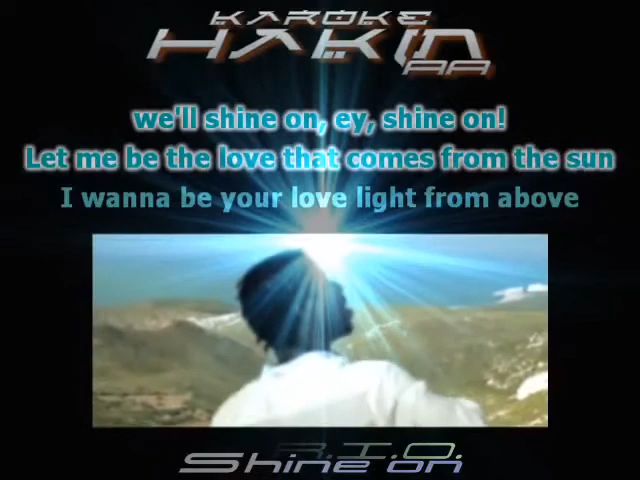 KAROKE
HAKIM
AA
we'll shine on, ey, shine on!
Let me be the love that comes from the sun
I wanna be your love light from above
R.I.O.
Shine on